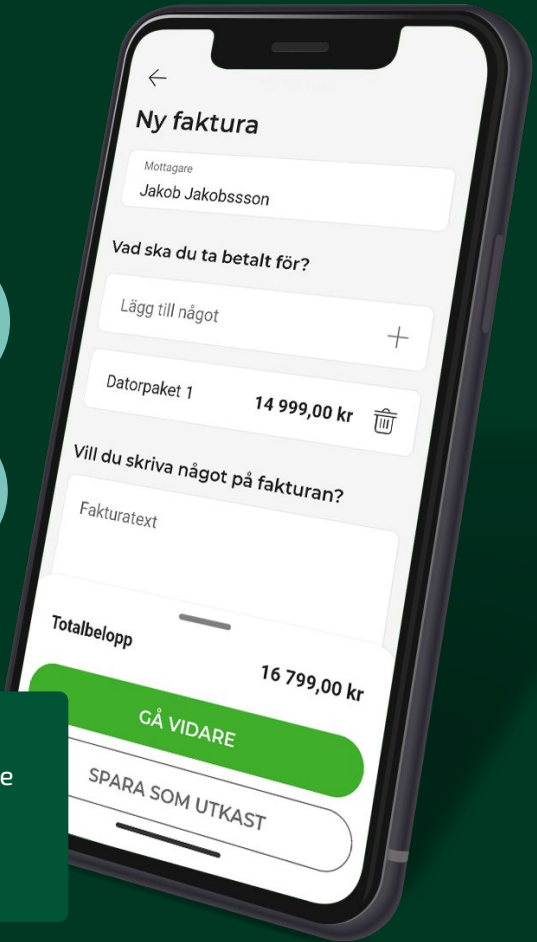 Ny faktura
Mottagare
Jakob Jakobssson
Vad ska du ta betalt för?
Lägg till något
Datorpaket 1 14 999,00 kr
Vill du skriva något på fakturan?
Fakturatext
Totalbelopp 16 799,00 kr
GÅ VIDARE
SPARA SOM UTKAST
e